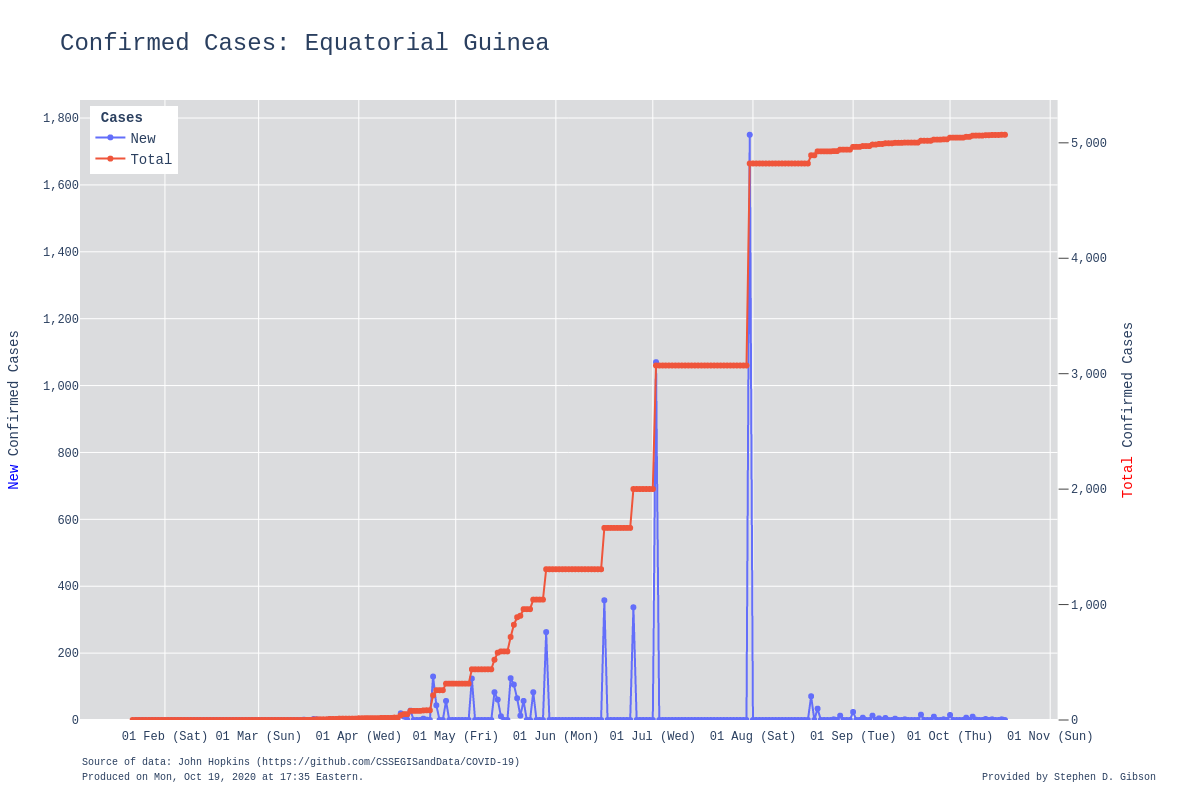 Confirmed Cases: Equatorial Guinea
Cases
New
Total
1,800
1,600
1,400
1,200
1,000
800
600
400
200
0
5,000
4,000
3,000
2,000
1,000
0
New Confirmed Cases
Total Confirmed Cases
01 Feb (Sat) 01 Mar (Sun) 01 Apr (Wed) 01 May (Fri) 01 Jun (Mon) 01 Jul (Wed) 01 Aug (Sat) 01 Sep (Tue) 01 Oct (Thu) 01 Nov (Sun)
Source of data: John Hopkins (https://github.com/CSSEGISandData/COVID-19)
Produced on Mon, Oct 19, 2020 at 17:35 Eastern.
Provided by Stephen D. Gibson